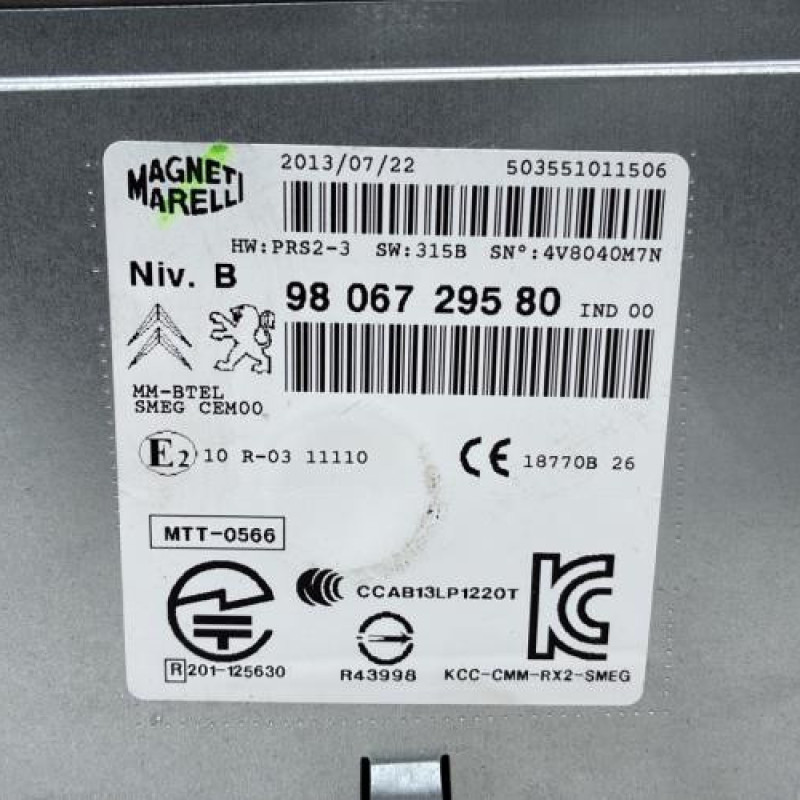 MAGNETI
MARELLI
2013/07/22 503551011506
HW:PRS2-3 SW:315B SN°:4V8040M7N
Niv. B
98 067 295 80 IND 00
MM-BTEL
SMEG CEM00
E2 10 R-03 11110
CE 18770B 26
MTT-0566
CCAB13LP1220T
KC
R 201-125630
R43998
KCC-CMM-RX2-SMEG